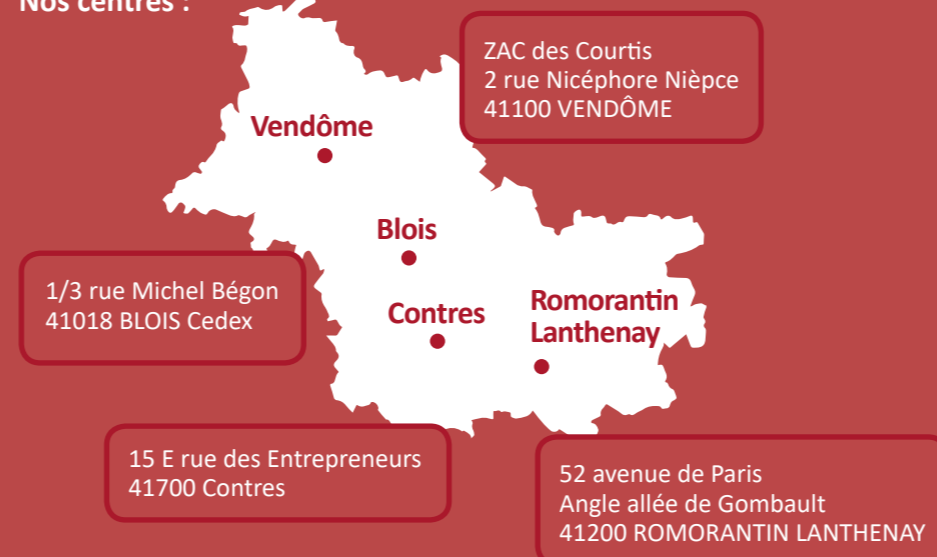 Nos centres :
ZAC des Courtis
2 rue Nicéphore Nièpce
41100 VENDÔME
Vendôme
Blois
1/3 rue Michel Bégon
41018 BLOIS Cedex
Contres
Romorantin
Lanthenay
15 E rue des Entrepreneurs
41700 Contres
52 avenue de Paris
Angle allée de Gombault
41200 ROMORANTIN LANTHENAY